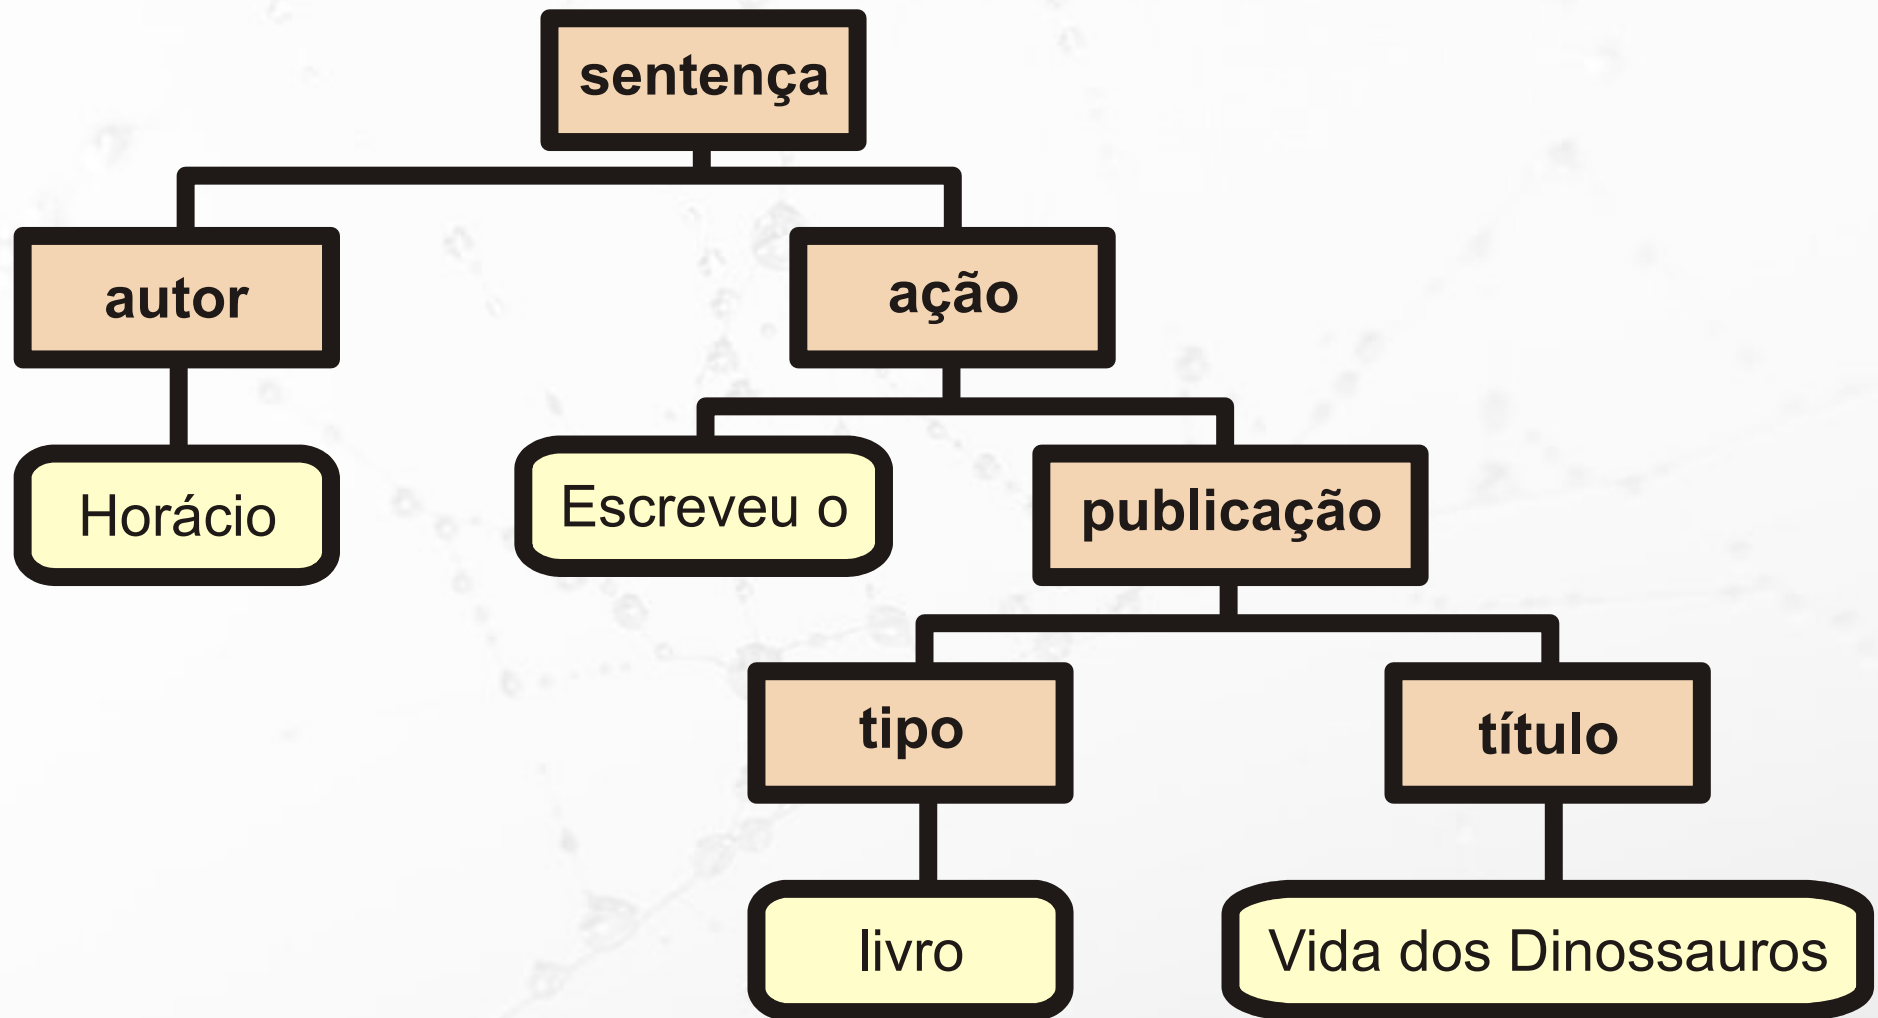 sentença
autor
ação
Horácio
Escreveu o
publicação
tipo
título
livro
Vida dos Dinossauros